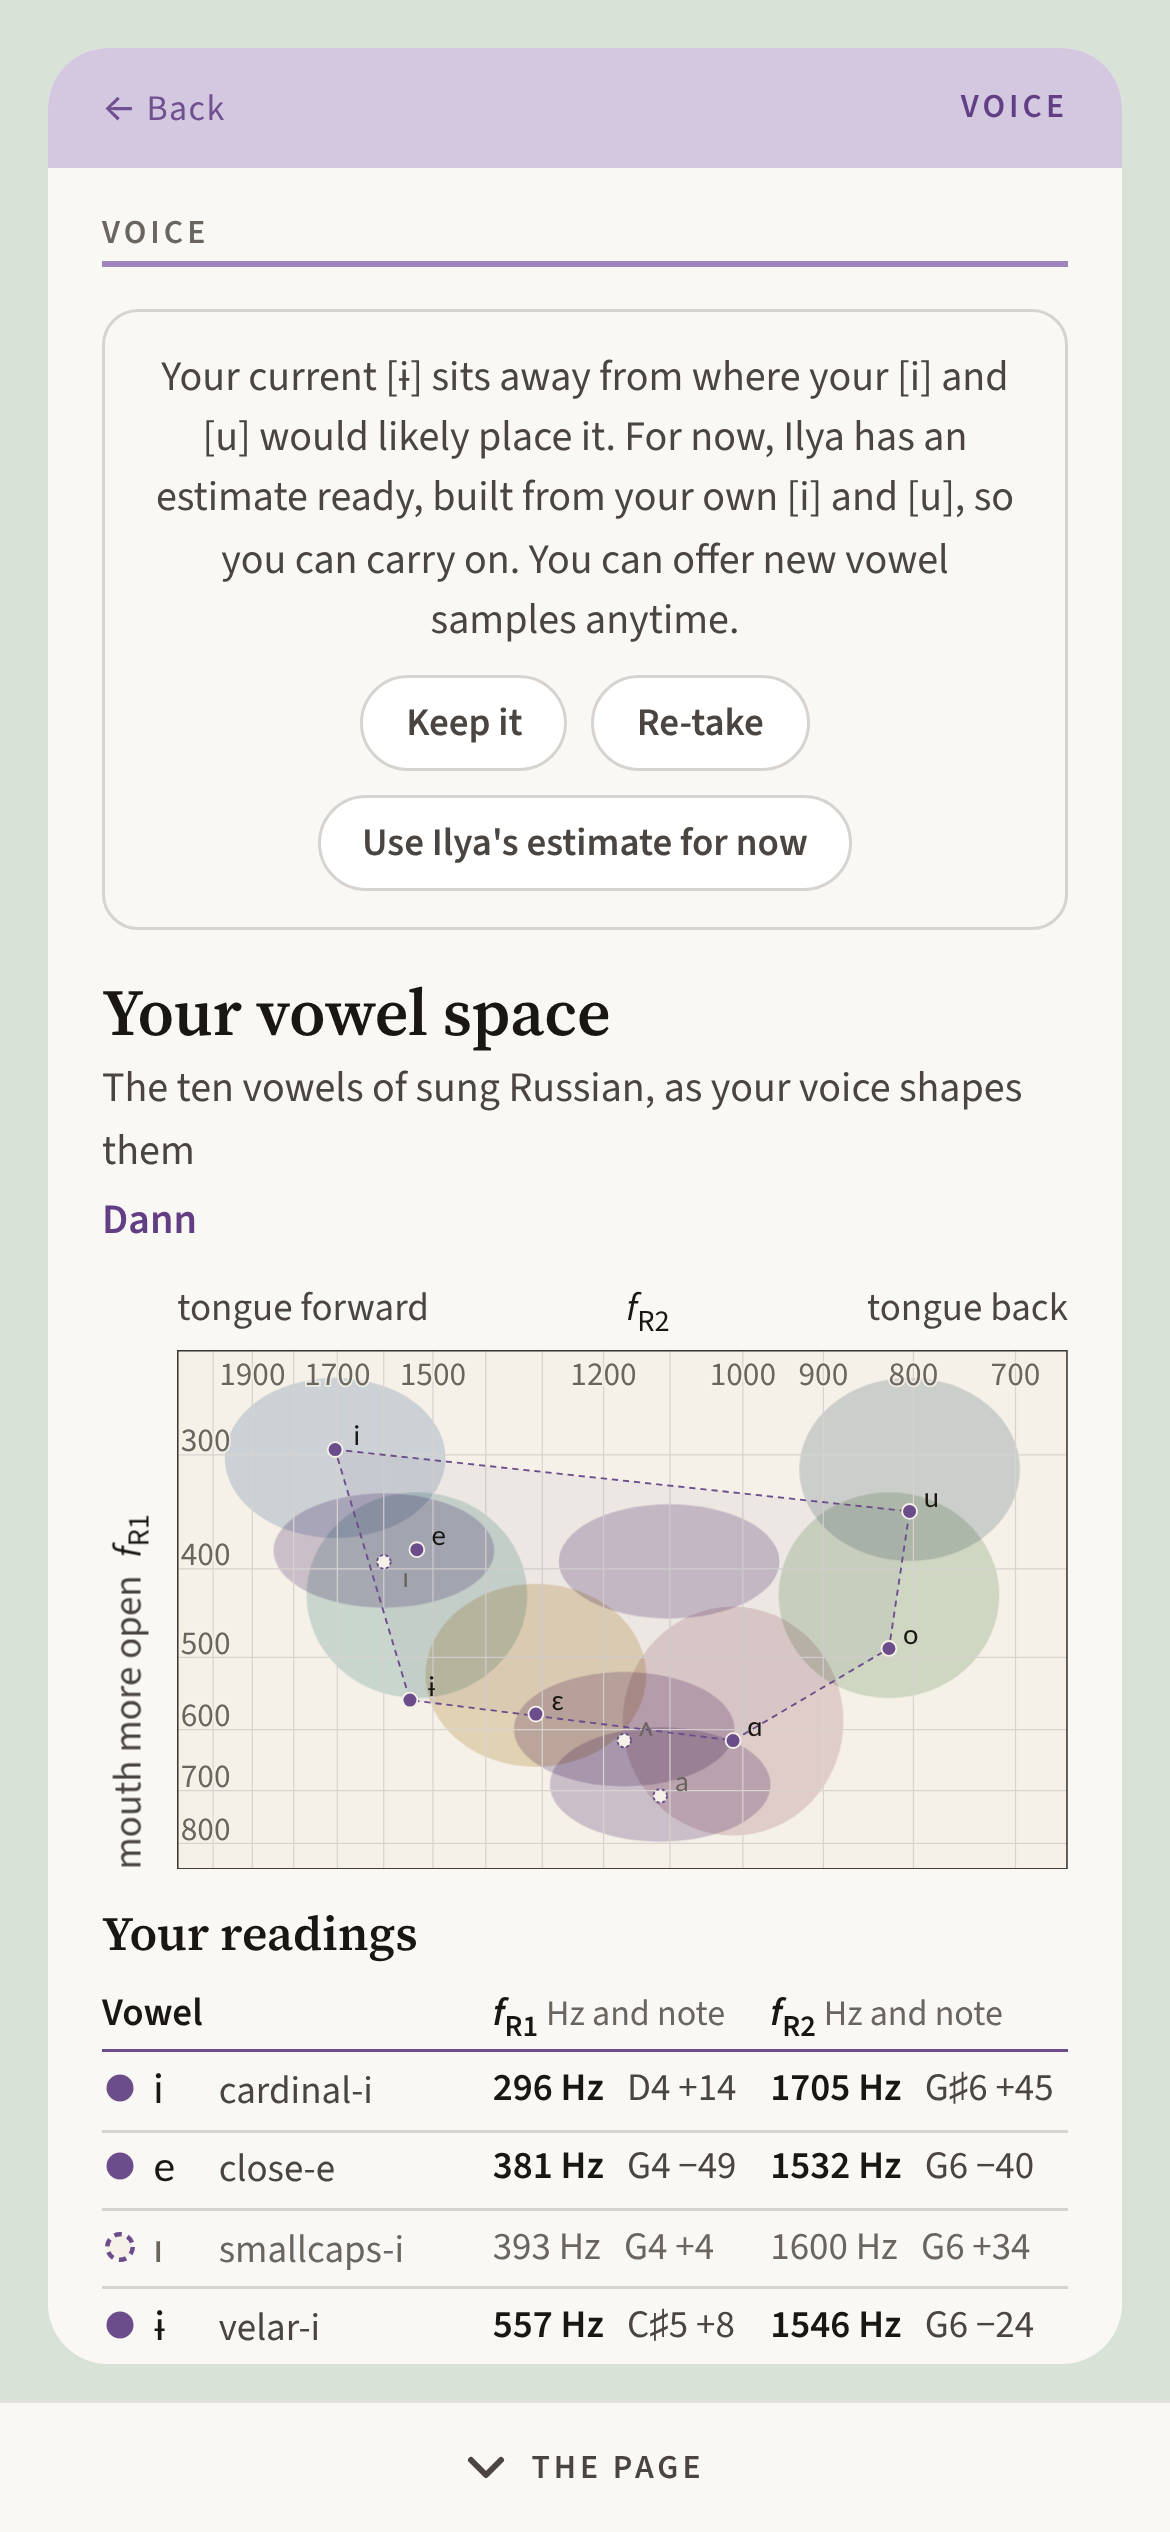 ← Back
VOICE
VOICE
Your current [ɨ] sits away from where your [i] and
[u] would likely place it. For now, Ilya has an
estimate ready, built from your own [i] and [u], so
you can carry on. You can offer new vowel
samples anytime.
Keep it
Re-take
Use Ilya's estimate for now
Your vowel space
The ten vowels of sung Russian, as your voice shapes
them
Dann
tongue forward fR2 tongue back
1900 1700 1500 1200 1000 900 800 700
mouth more open fR1
300
400
500
600
700
800
i
u
e
ı
o
ɨ
ɛ
ʌ
ɑ
a
Your readings
Vowel fR1 Hz and note fR2 Hz and note
i cardinal-i 296 Hz D4 +14 1705 Hz G♯6 +45
e close-e 381 Hz G4 −49 1532 Hz G6 −40
ı smallcaps-i 393 Hz G4 +4 1600 Hz G6 +34
ɨ velar-i 557 Hz C♯5 +8 1546 Hz G6 −24
THE PAGE